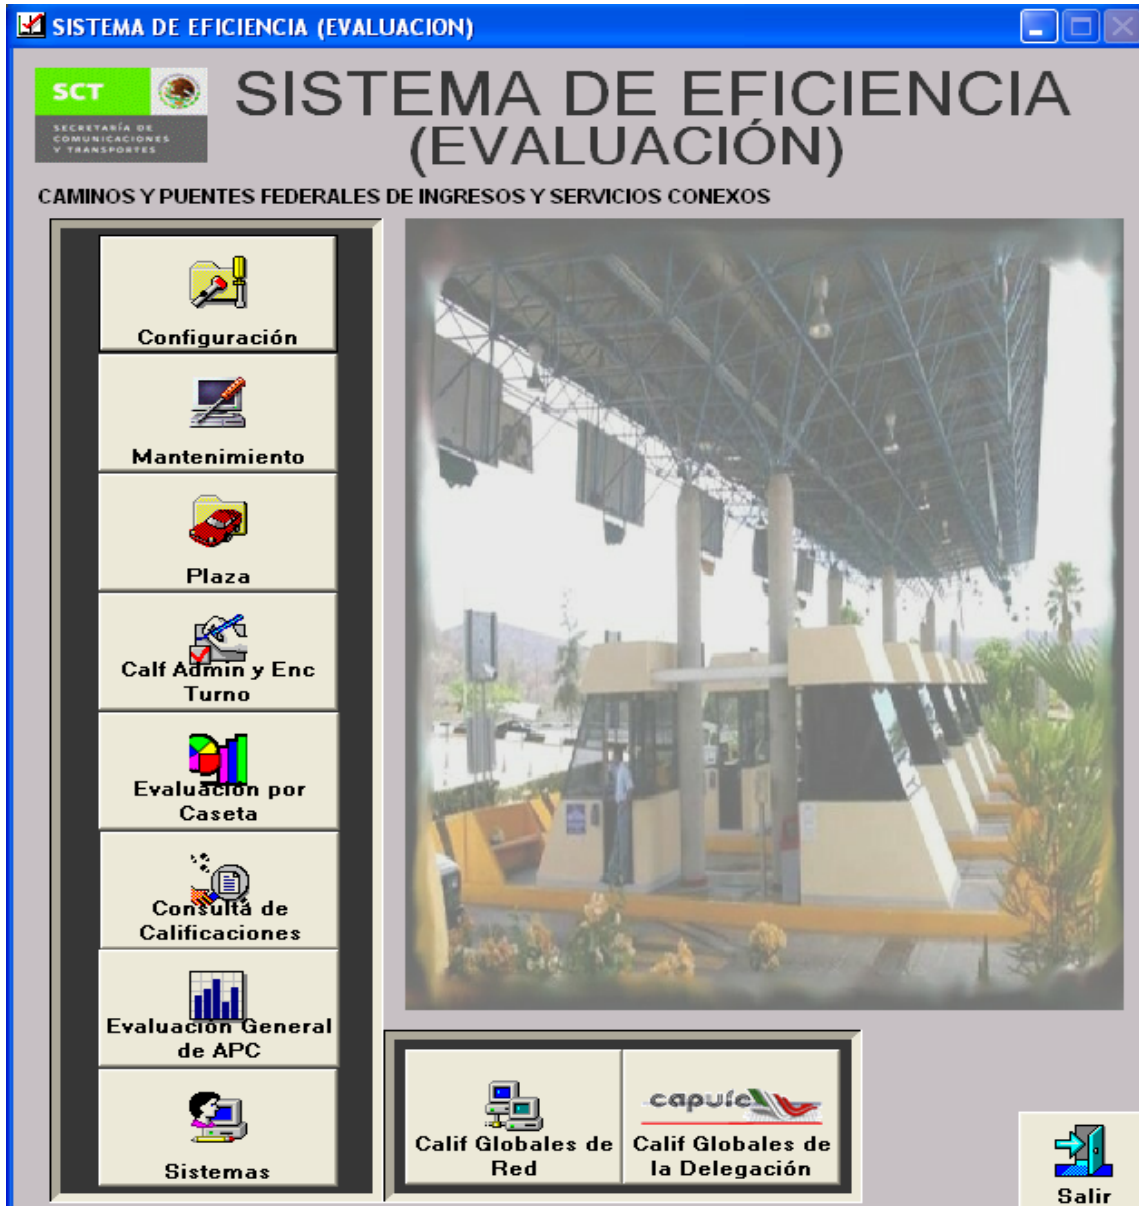 SISTEMA DE EFICIENCIA (EVALUACION)
SCT
SECRETARÍA DE
COMUNICACIONES
Y TRANSPORTES
SISTEMA DE EFICIENCIA
(EVALUACIÓN)
CAMINOS Y PUENTES FEDERALES DE INGRESOS Y SERVICIOS CONEXOS
Configuración
Mantenimiento
Plaza
Calf Admin y Enc
Turno
Evaluación por
Caseta
Consulta de
Calificaciones
Evaluación General
de APC
Sistemas
Calif Globales de
Red
capufe
Calif Globales de
la Delegación
Salir